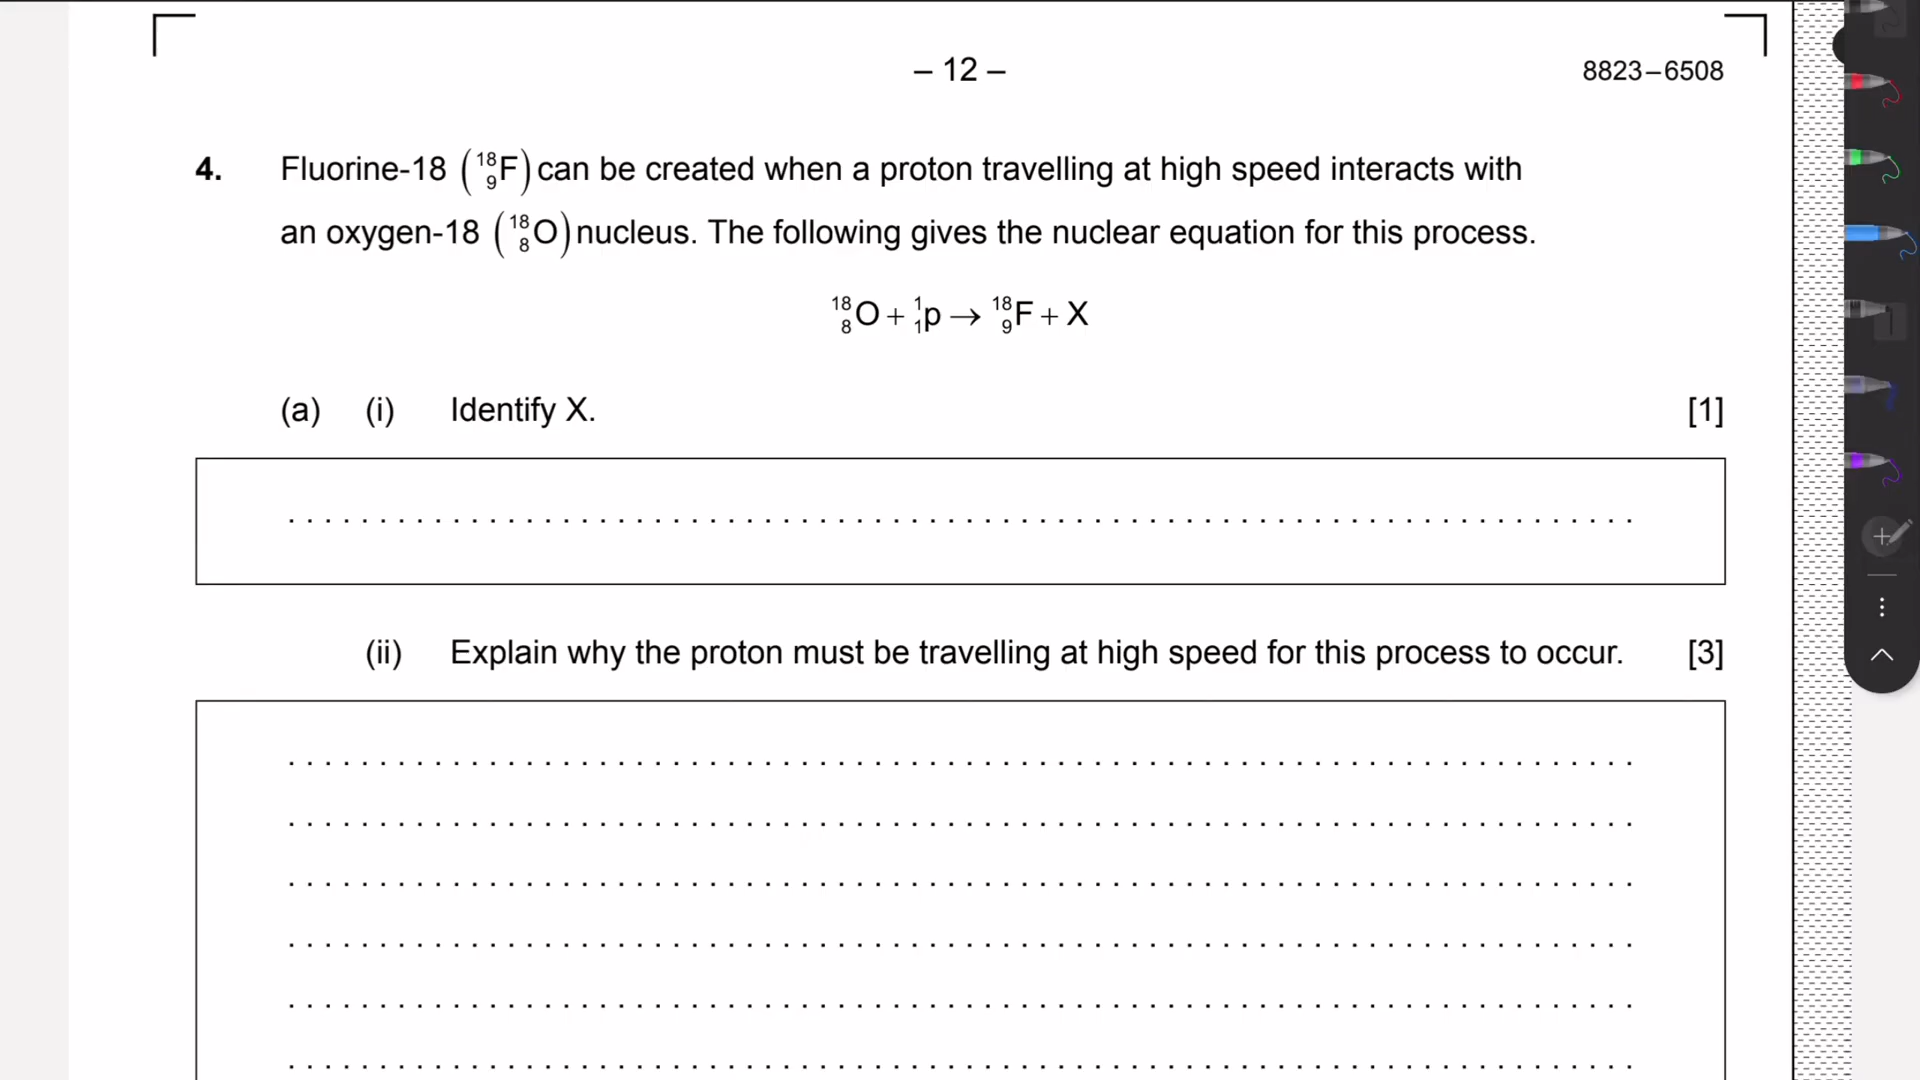 – 12 –
8823–6508
4. Fluorine-18 (¹⁸₉F) can be created when a proton travelling at high speed interacts with
an oxygen-18 (¹⁸₈O) nucleus. The following gives the nuclear equation for this process.
¹⁸₈O + ¹₁p → ¹⁸₉F + X
(a) (i) Identify X. [1]
(ii) Explain why the proton must be travelling at high speed for this process to occur. [3]